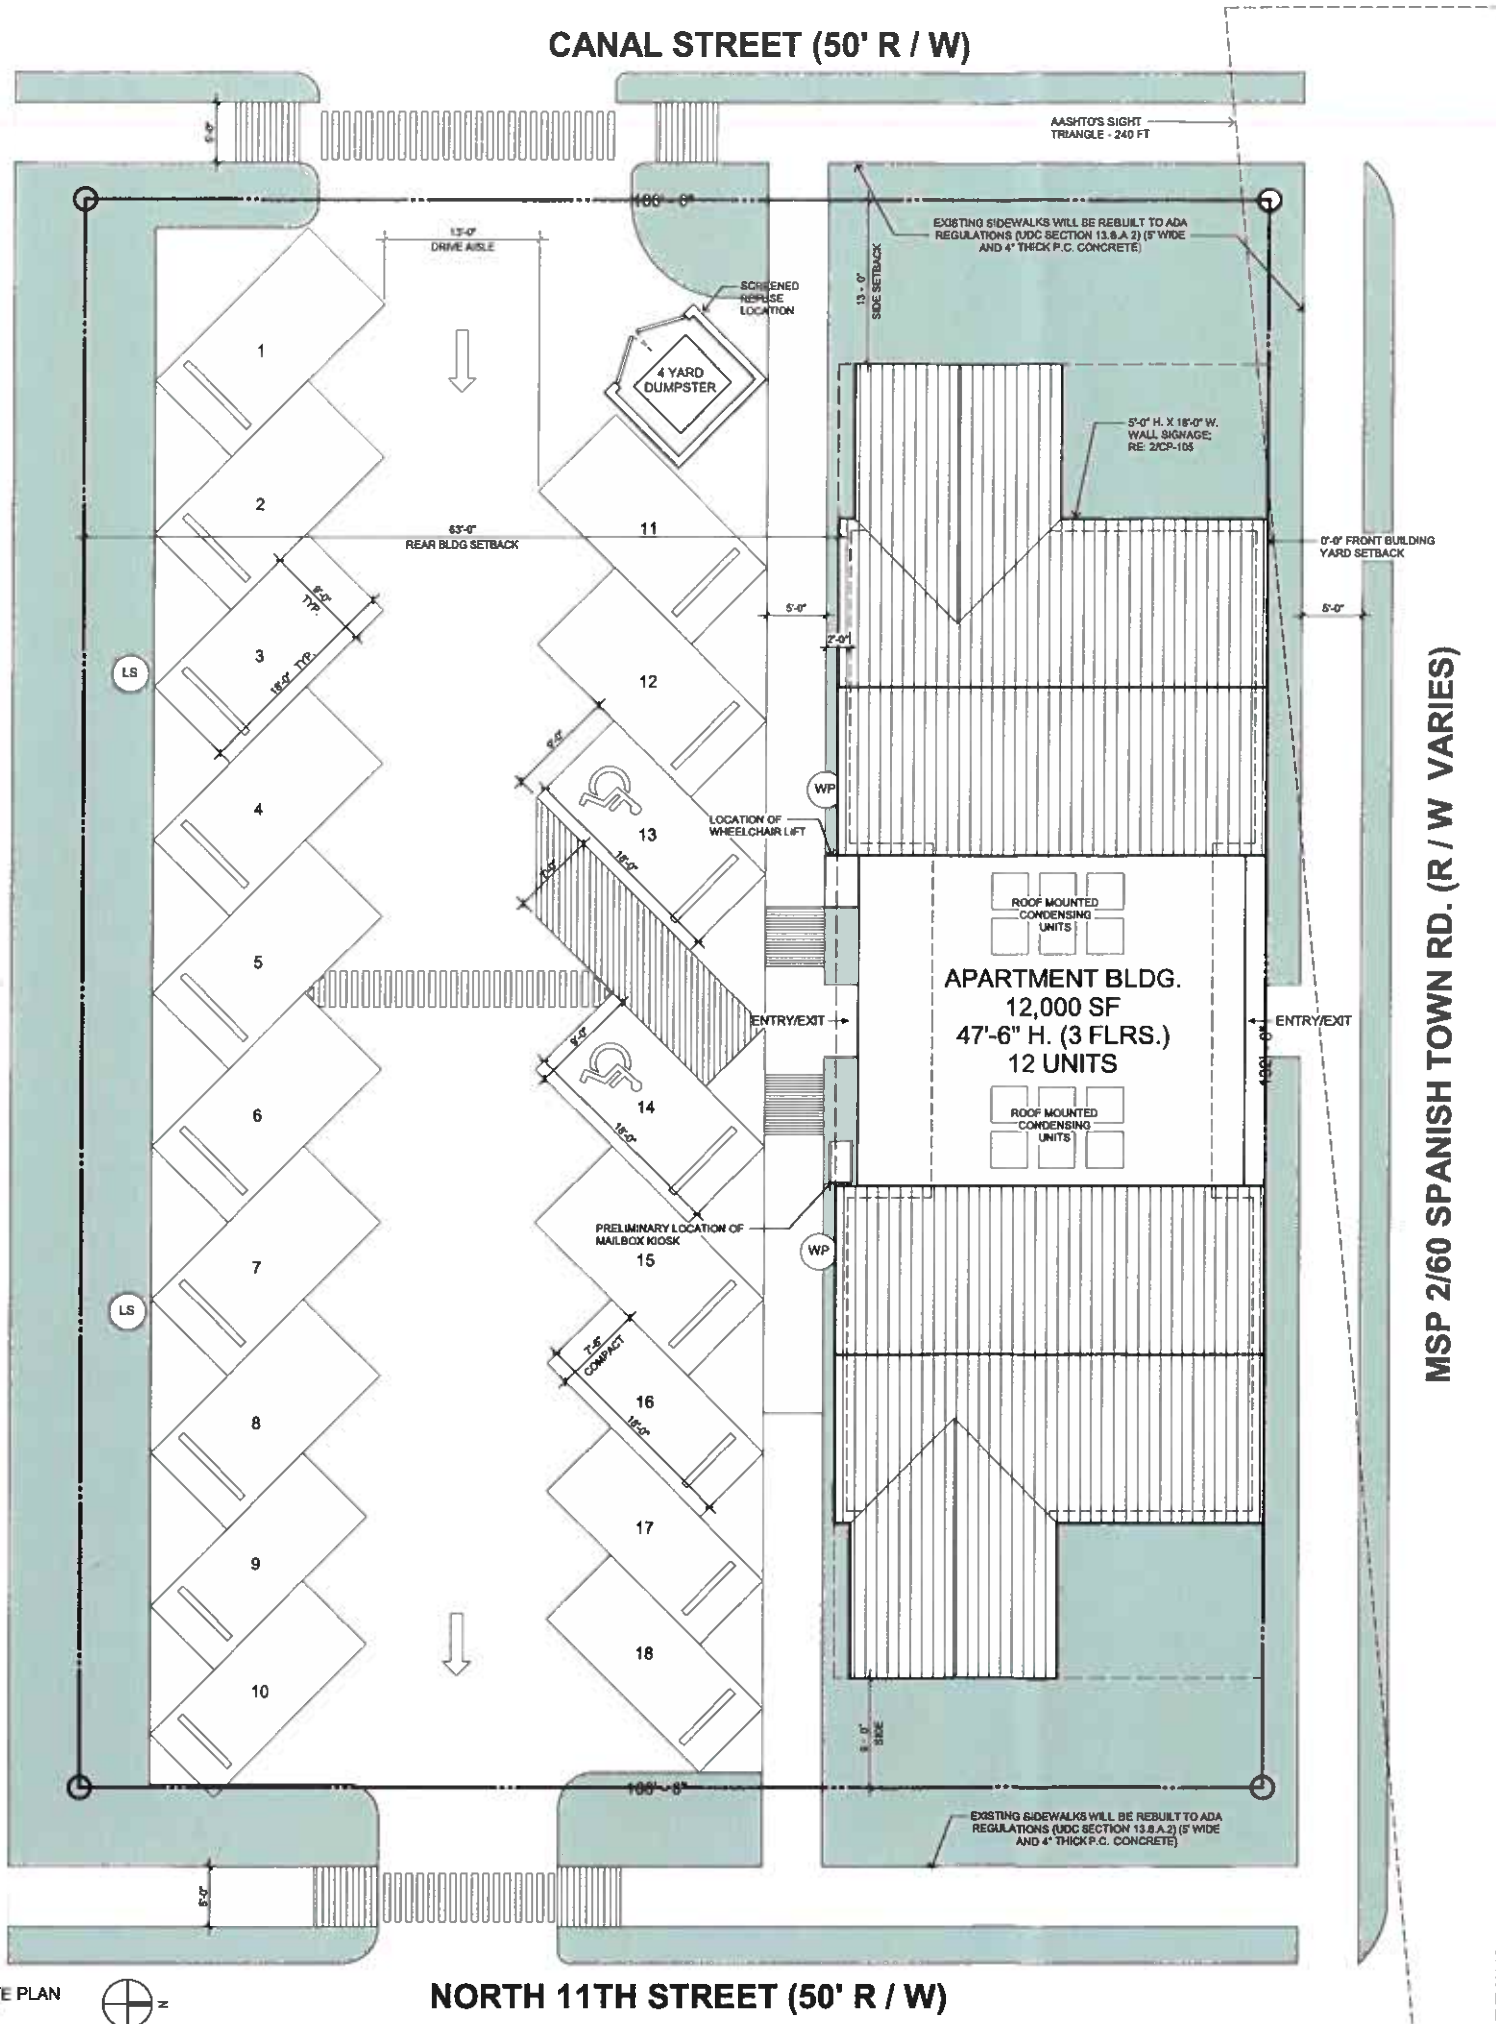 CANAL STREET (50' R / W)
AASHTO'S SIGHT
TRIANGLE - 240 FT
5'-0"
13'-0"
DRIVE AISLE
EXISTING SIDEWALKS WILL BE REBUILT TO ADA
REGULATIONS (UDC SECTION 13.8.A.2) (5' WIDE
AND 4" THICK P.C. CONCRETE)
13'- 0"
SIDE SETBACK
SCREENED
REFUSE
LOCATION
4 YARD
DUMPSTER
1
5'-0" H. X 18'-0" W.
WALL SIGNAGE;
RE: 2/CP-105
2
11
63'-0"
REAR BLDG SETBACK
0'-0" FRONT BUILDING
YARD SETBACK
9'-0"
TYP.
5'-0"
5'-0"
2'-0"
3
18'-0" TYP.
LS
12
9'-0"
WP
4
13
LOCATION OF
WHEELCHAIR LIFT
18'-0"
7'-0"
ROOF MOUNTED
CONDENSING
UNITS
5
APARTMENT BLDG.
12,000 SF
47'-6" H. (3 FLRS.)
12 UNITS
ENTRY/EXIT
ENTRY/EXIT
9'-0"
6
14
18'-0"
ROOF MOUNTED
CONDENSING
UNITS
PRELIMINARY LOCATION OF
MAILBOX KIOSK
WP
7
15
LS
7'-6"
COMPACT
8
16
18'-0"
17
9
18
10
SIDE
EXISTING SIDEWALKS WILL BE REBUILT TO ADA
REGULATIONS (UDC SECTION 13.8.A.2) (5' WIDE
AND 4" THICK P.C. CONCRETE)
5'-0"
MSP 2/60 SPANISH TOWN RD. (R / W VARIES)
E PLAN
N
NORTH 11TH STREET (50' R / W)